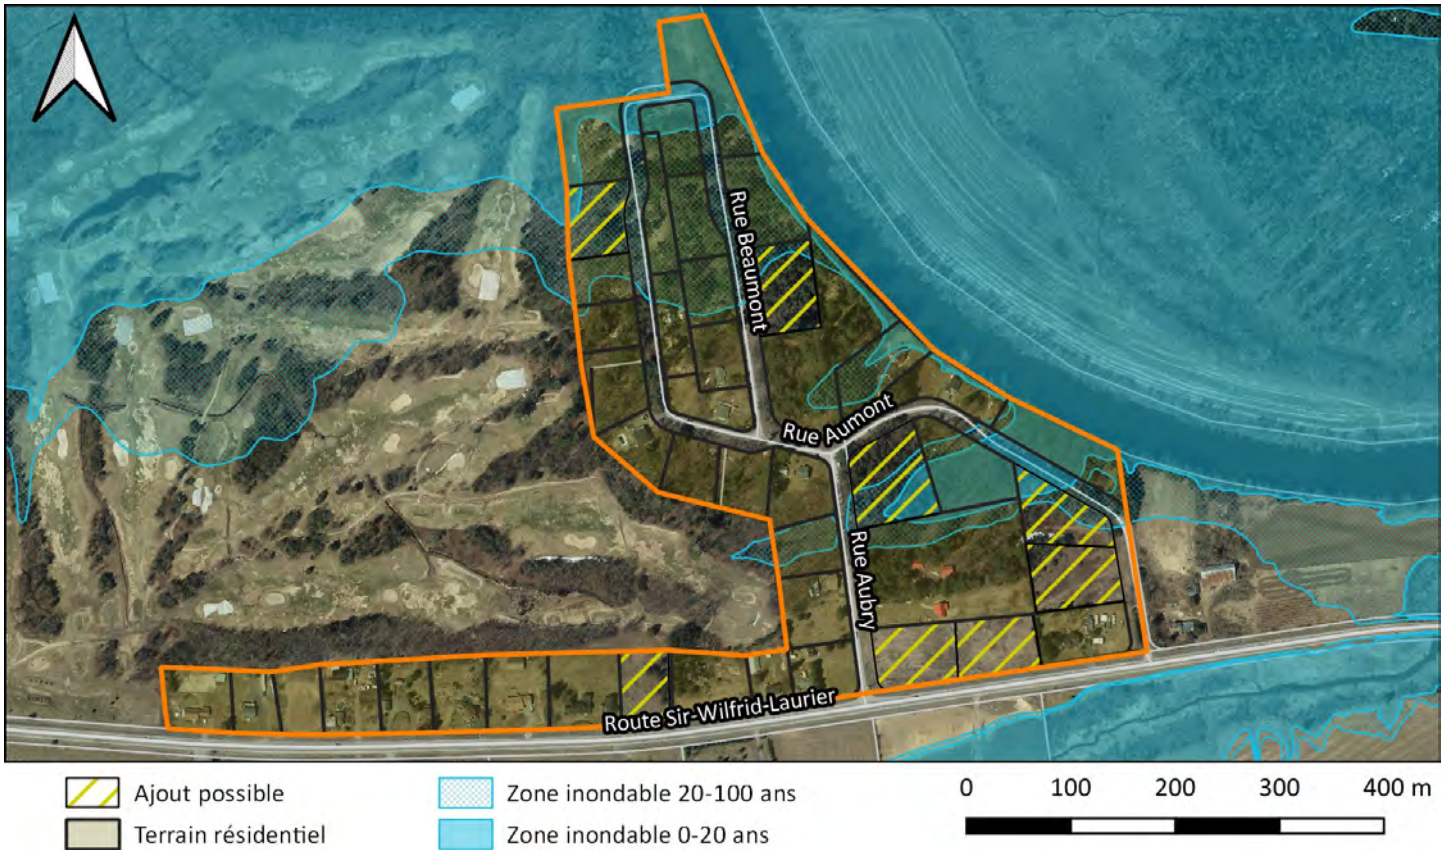 Rue Beaumont
Rue Aumont
Rue Aubry
Route Sir-Wilfrid-Laurier
Ajout possible
Terrain résidentiel
Zone inondable 20-100 ans
Zone inondable 0-20 ans
0 100 200 300 400 m